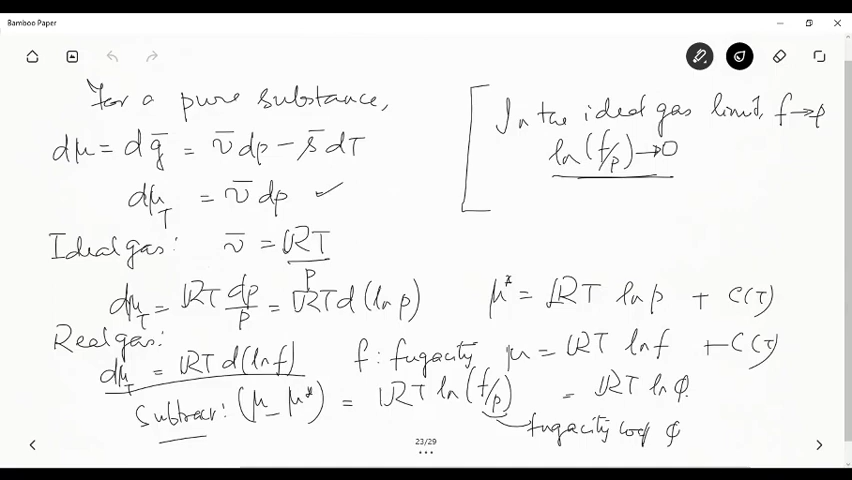 Bamboo Paper
For a pure substance,
dμ = dḡ = v̄ dp − s̄ dT
dμ_T = v̄ dp ✓
[ In the ideal gas limit, f → p
ln(f/p) → 0
Ideal gas: v̄ = RT/p
dμ_T = RT dp/p = RT d(ln p)
μ* = RT ln p + C(T)
Real gas:
dμ_T = RT d(ln f)
f: fugacity
μ = RT ln f + C(T)
Subtract: (μ − μ*) = RT ln(f/p) = RT ln φ.
fugacity coef φ
23/29